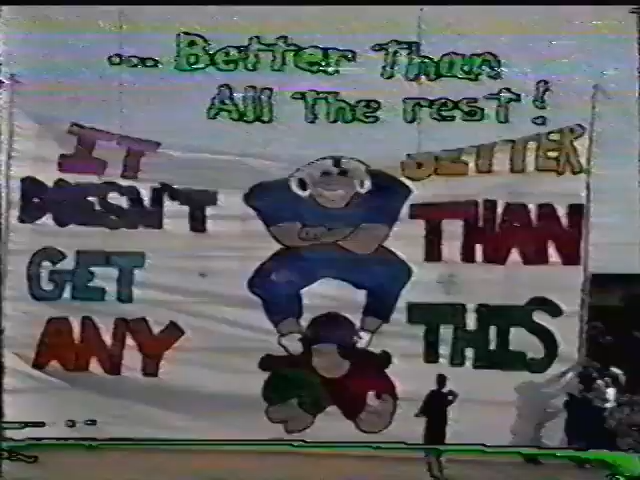 ... Better Than
All The rest!
IT
DOESN'T
GET
ANY
BETTER
THAN
THIS